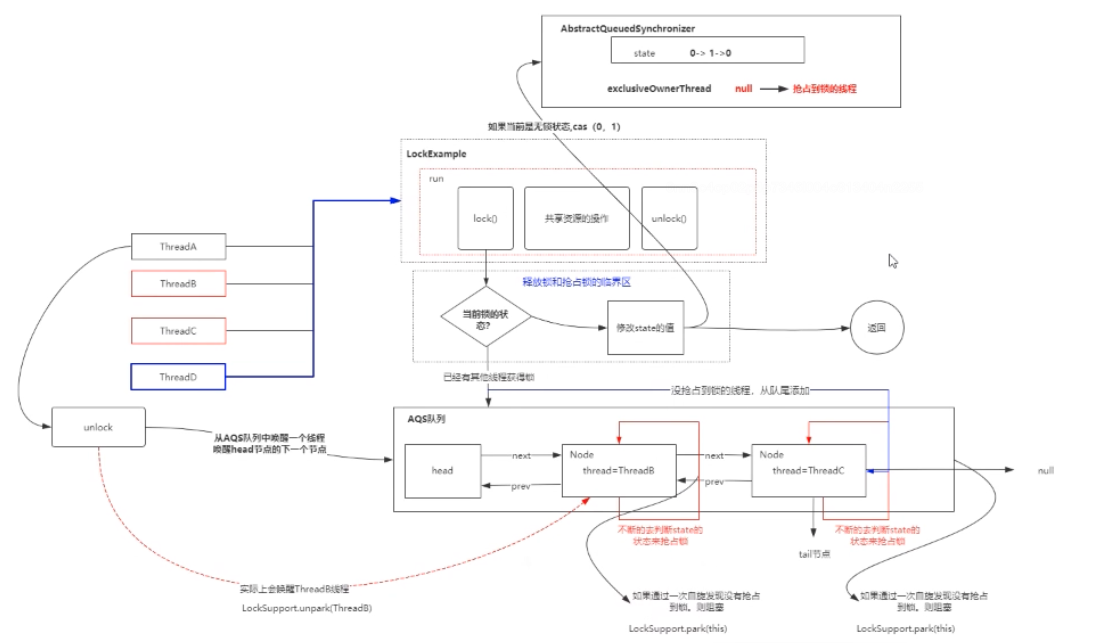 AbstractQueuedSynchronizer
state 0-> 1->0
exclusiveOwnerThread null 抢占到锁的线程
如果当前是无锁状态,cas（0，1）
LockExample
run
lock()
共享资源的操作
unlock()
ThreadA
ThreadB
ThreadC
ThreadD
释放锁和抢占锁的临界区
当前锁的状
态?
修改state的值
返回
已经有其他线程获得锁
没抢占到锁的线程，从队尾添加
unlock
从AQS队列中唤醒一个线程
唤醒head节点的下一个节点
AQS队列
head
next
prev
Node
thread=ThreadB
next
prev
Node
thread=ThreadC
null
不断的去判断state的
状态来抢占锁
不断的去判断state的
状态来抢占锁
tail节点
实际上会唤醒ThreadB线程
LockSupport.unpark(ThreadB)
如果通过一次自旋发现没有抢占
到锁。则阻塞
LockSupport.park(this)
如果通过一次自旋发现没有抢占
到锁。则阻塞
LockSupport.park(this)